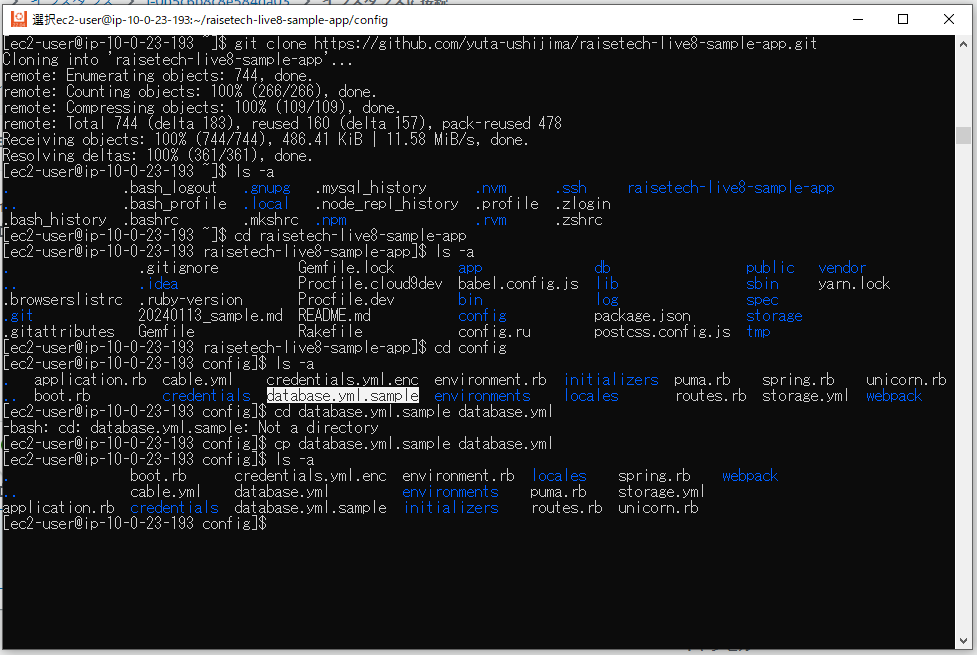 選択ec2-user@ip-10-0-23-193:~/raisetech-live8-sample-app/config
[ec2-user@ip-10-0-23-193 ~]$ git clone https://github.com/yuta-ushijima/raisetech-live8-sample-app.git
Cloning into 'raisetech-live8-sample-app'...
remote: Enumerating objects: 744, done.
remote: Counting objects: 100% (266/266), done.
remote: Compressing objects: 100% (109/109), done.
remote: Total 744 (delta 183), reused 160 (delta 157), pack-reused 478
Receiving objects: 100% (744/744), 486.41 KiB | 11.58 MiB/s, done.
Resolving deltas: 100% (361/361), done.
[ec2-user@ip-10-0-23-193 ~]$ ls -a
. .bash_logout .gnupg .mysql_history .nvm .ssh raisetech-live8-sample-app
.. .bash_profile .local .node_repl_history .profile .zlogin
.bash_history .bashrc .mkshrc .npm .rvm .zshrc
[ec2-user@ip-10-0-23-193 ~]$ cd raisetech-live8-sample-app
[ec2-user@ip-10-0-23-193 raisetech-live8-sample-app]$ ls -a
. .gitignore Gemfile.lock app db public vendor
.. .idea Procfile.cloud9dev babel.config.js lib sbin yarn.lock
.browserslistrc .ruby-version Procfile.dev bin log spec
.git 20240113_sample.md README.md config package.json storage
.gitattributes Gemfile Rakefile config.ru postcss.config.js tmp
[ec2-user@ip-10-0-23-193 raisetech-live8-sample-app]$ cd config
[ec2-user@ip-10-0-23-193 config]$ ls -a
. application.rb cable.yml credentials.yml.enc environment.rb initializers puma.rb spring.rb unicorn.rb
.. boot.rb credentials database.yml.sample environments locales routes.rb storage.yml webpack
[ec2-user@ip-10-0-23-193 config]$ cd database.yml.sample database.yml
-bash: cd: database.yml.sample: Not a directory
[ec2-user@ip-10-0-23-193 config]$ cp database.yml.sample database.yml
[ec2-user@ip-10-0-23-193 config]$ ls -a
. boot.rb credentials.yml.enc environment.rb locales spring.rb webpack
.. cable.yml database.yml environments puma.rb storage.yml
application.rb credentials database.yml.sample initializers routes.rb unicorn.rb
[ec2-user@ip-10-0-23-193 config]$